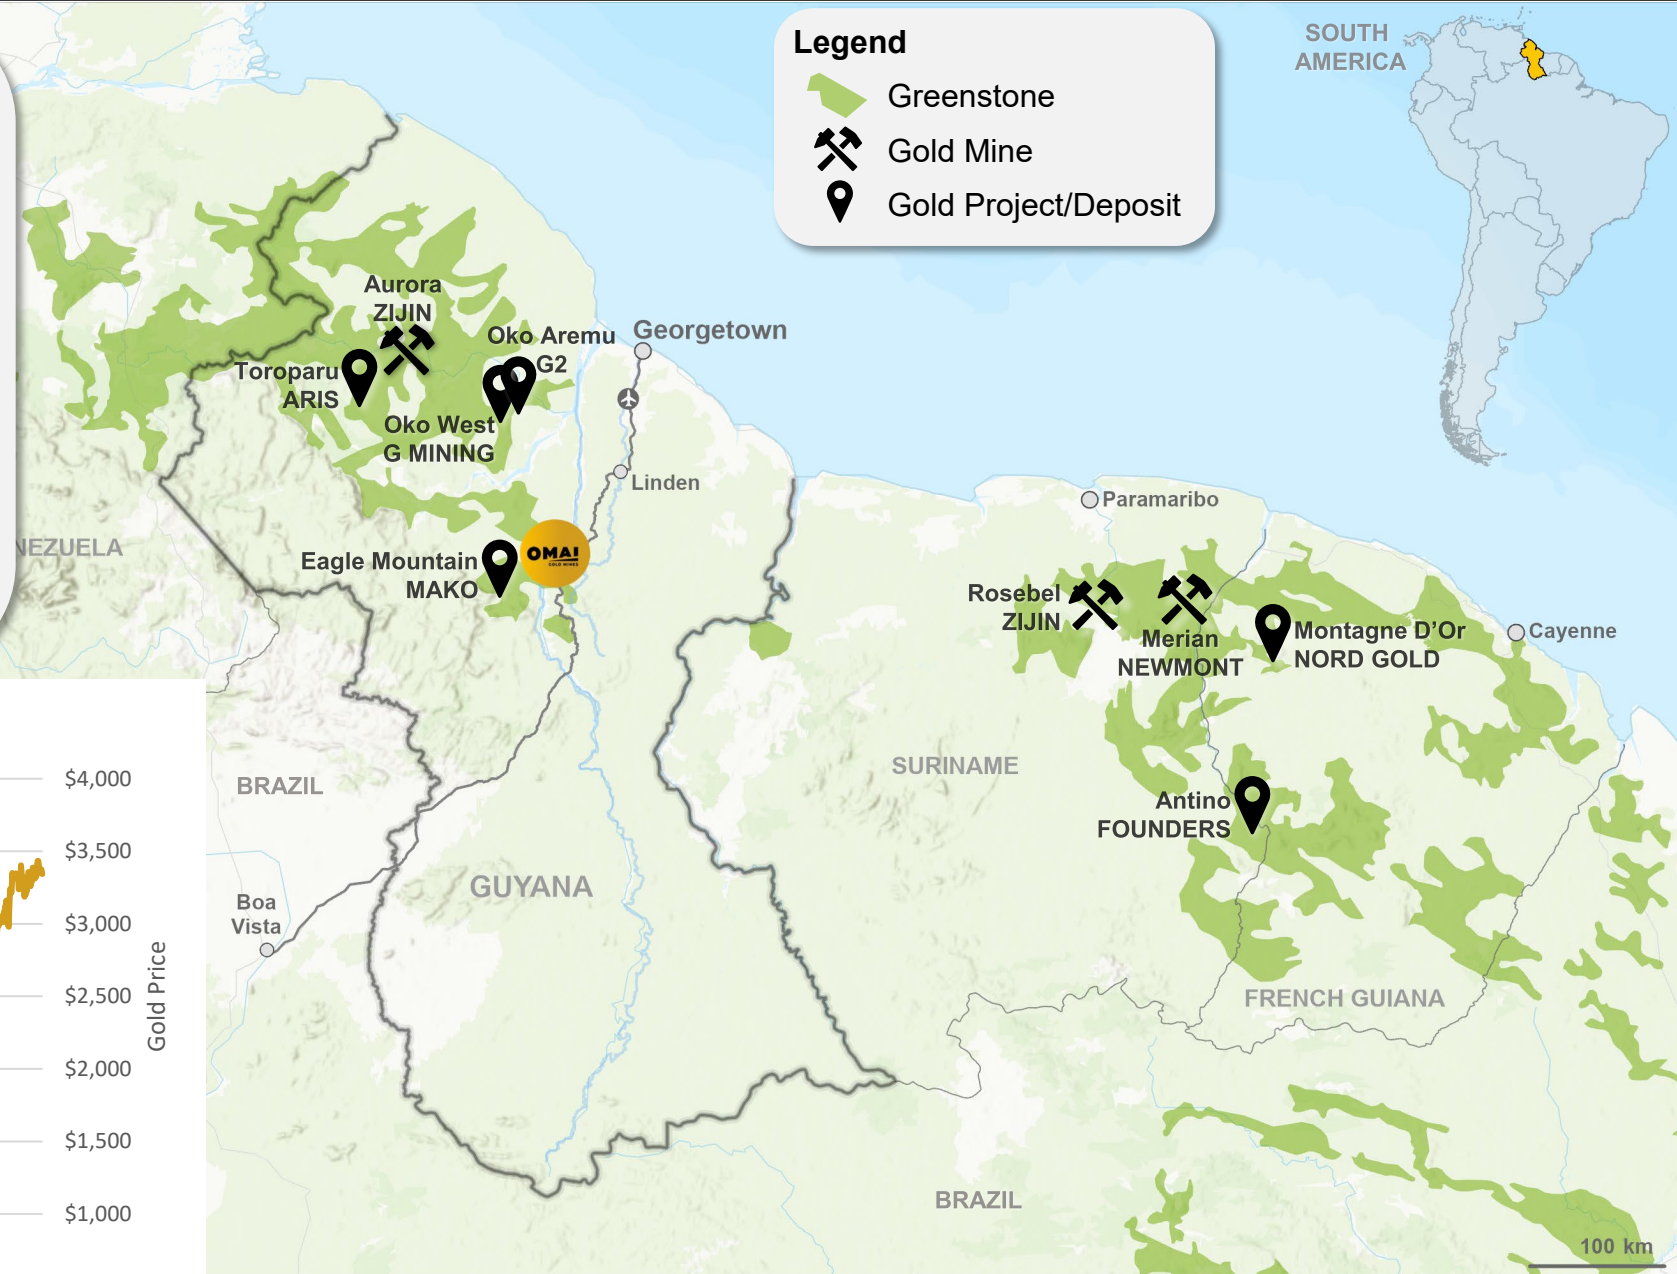 Legend
Greenstone
Gold Mine
Gold Project/Deposit
SOUTH
AMERICA
Aurora
ZIJIN
Oko Aremu
G2
Georgetown
Toroparu
ARIS
Oko West
G MINING
Linden
Paramaribo
NEZUELA
OMAI
GOLD MINES
Eagle Mountain
MAKO
Rosebel
ZIJIN
Merian
NEWMONT
Montagne D'Or
NORD GOLD
Cayenne
SURINAME
BRAZIL
Antino
FOUNDERS
GUYANA
Boa
Vista
FRENCH GUIANA
BRAZIL
100 km
$4,000
$3,500
$3,000
$2,500
$2,000
$1,500
$1,000
Gold Price